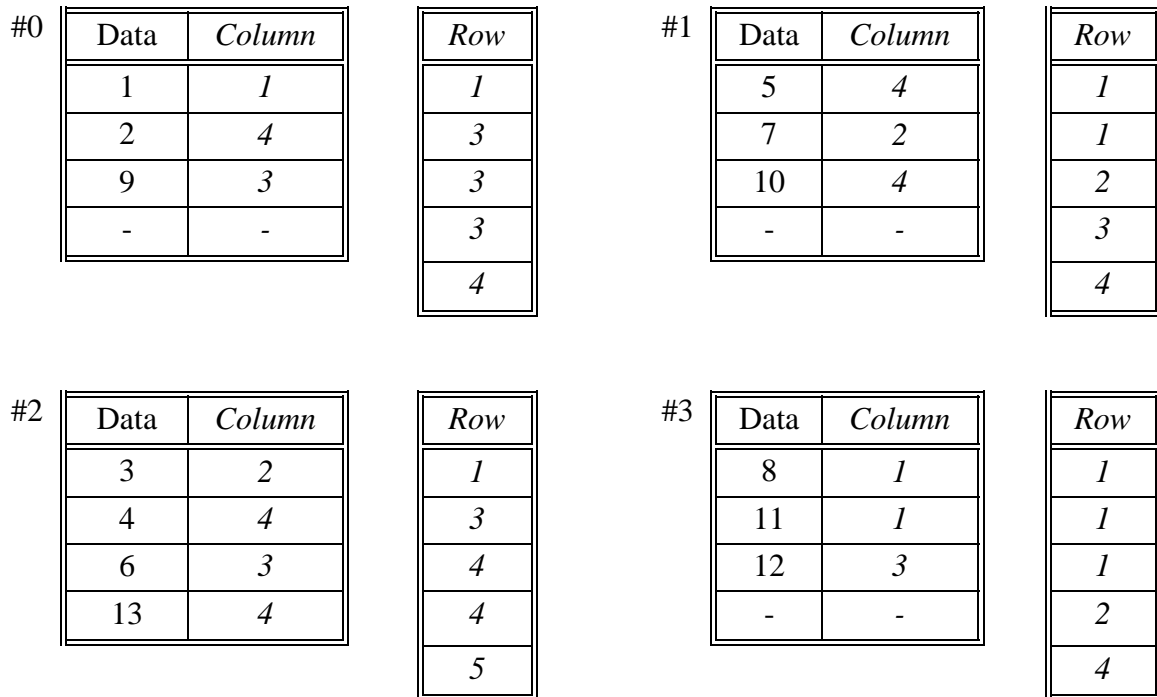 #0 Data Column Row #1 Data Column Row
1 1 1 5 4 1
2 4 3 7 2 1
9 3 3 10 4 2
- - 3 - - 3
4 4
#2 Data Column Row #3 Data Column Row
3 2 1 8 1 1
4 4 3 11 1 1
6 3 4 12 3 1
13 4 4 - - 2
5 4